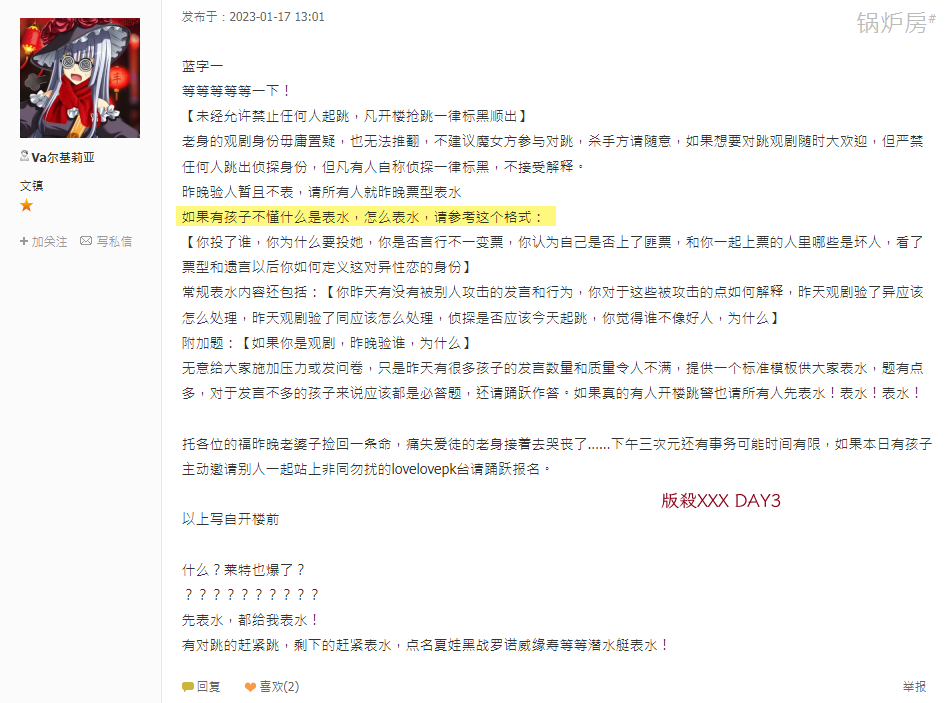 发布于：2023-01-17 13:01
锅炉房#
蓝字一
等等等等等一下！
【未经允许禁止任何人起跳，凡开楼抢跳一律标黑顺出】
老身的观剧身份毋庸置疑，也无法推翻，不建议魔女方参与对跳，杀手方请随意，如果想要对跳观剧随时大欢迎，但严禁
任何人跳出侦探身份，但凡有人自称侦探一律标黑，不接受解释。
昨晚验人暂且不表，请所有人就昨晚票型表水
如果有孩子不懂什么是表水，怎么表水，请参考这个格式：
【你投了谁，你为什么要投她，你是否言行不一变票，你认为自己是否上了匪票，和你一起上票的人里哪些是坏人，看了
票型和遗言以后你如何定义这对异性恋的身份】
常规表水内容还包括：【你昨天有没有被别人攻击的发言和行为，你对于这些被攻击的点如何解释，昨天观剧验了异应该
怎么处理，昨天观剧验了同应该怎么处理，侦探是否应该今天起跳，你觉得谁不像好人，为什么】
附加题：【如果你是观剧，昨晚验谁，为什么】
无意给大家施加压力或发问卷，只是昨天有很多孩子的发言数量和质量令人不满，提供一个标准模板供大家表水，题有点
多，对于发言不多的孩子来说应该都是必答题，还请踊跃作答。如果真的有人开楼跳警也请所有人先表水！表水！表水！
托各位的福昨晚老婆子捡回一条命，痛失爱徒的老身接着去哭丧了......下午三次元还有事务可能时间有限，如果本日有孩子
主动邀请别人一起站上非同勿扰的lovelovepk台请踊跃报名。
版殺XXX DAY3
以上写自开楼前
什么？莱特也爆了？
？？？？？？？？？？
先表水，都给我表水！
有对跳的赶紧跳，剩下的赶紧表水，点名夏娃黑战罗诺威缘寿等等潜水艇表水！
Va尔基莉亚
文镇
+ 加关注 写私信
回复 喜欢(2) 举报